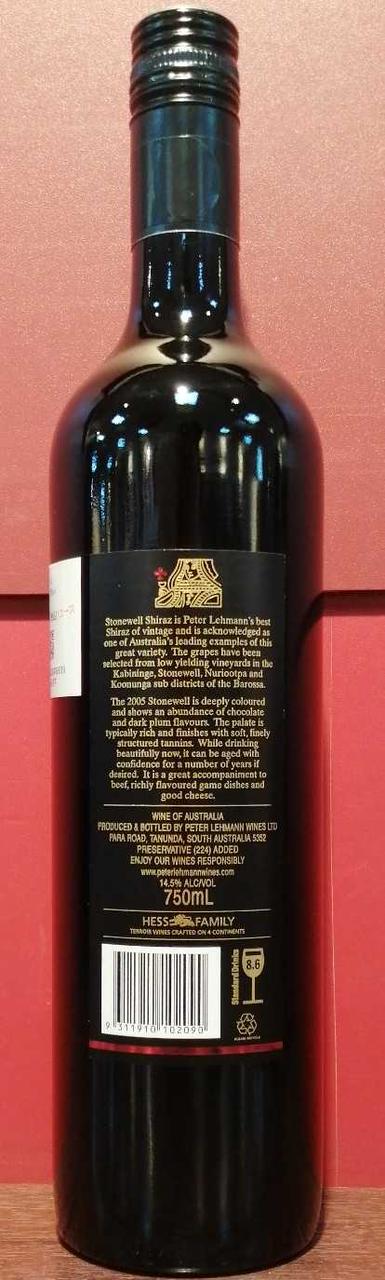 Stonewell Shiraz is Peter Lehmann's best
Shiraz of vintage and is acknowledged as
one of Australia's leading examples of this
great variety. The grapes have been
selected from low yielding vineyards in the
Kabininge, Stonewell, Nuriootpa and
Koonunga sub districts of the Barossa.
The 2005 Stonewell is deeply coloured
and shows an abundance of chocolate
and dark plum flavours. The palate is
typically rich and finishes with soft, finely
structured tannins. While drinking
beautifully now, it can be aged with
confidence for a number of years if
desired. It is a great accompaniment to
beef, richly flavoured game dishes and
good cheese.
WINE OF AUSTRALIA
PRODUCED & BOTTLED BY PETER LEHMANN WINES LTD
PARA ROAD, TANUNDA, SOUTH AUSTRALIA 5352
PRESERVATIVE (224) ADDED
ENJOY OUR WINES RESPONSIBLY
www.peterlehmannwines.com
14.5% ALC/VOL
750mL
HESS FAMILY
TERROIR WINES CRAFTED ON 4 CONTINENTS
Standard Drinks
8.6
9 311910 102090
PLEASE RECYCLE